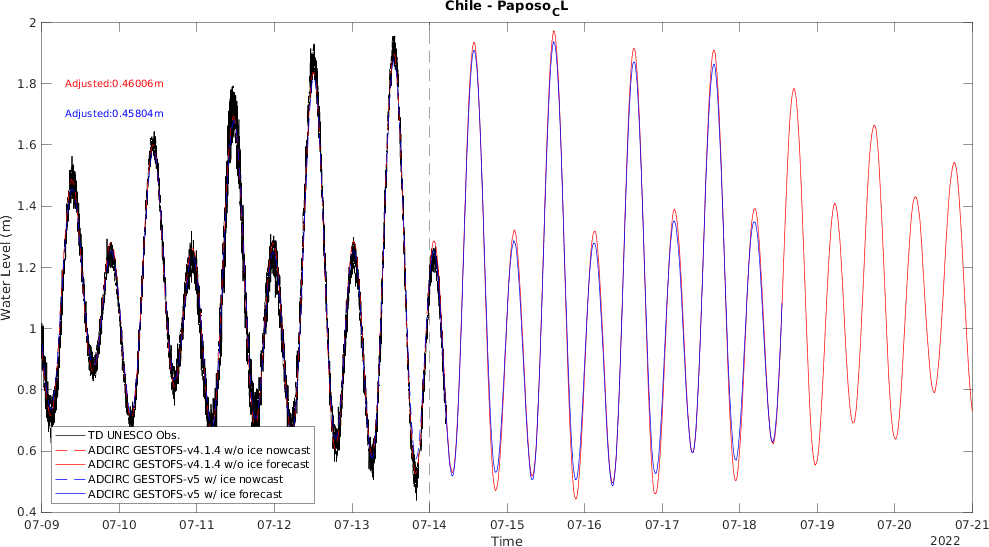 Chile - Paposo_CL
2
1.8
1.6
1.4
1.2
1
0.8
0.6
0.4
Water Level (m)
Adjusted:0.46006m
Adjusted:0.45804m
TD UNESCO Obs.
ADCIRC GESTOFS-v4.1.4 w/o ice nowcast
ADCIRC GESTOFS-v4.1.4 w/o ice forecast
ADCIRC GESTOFS-v5 w/ ice nowcast
ADCIRC GESTOFS-v5 w/ ice forecast
07-09 07-10 07-11 07-12 07-13 07-14 07-15 07-16 07-17 07-18 07-19 07-20 07-21
Time
2022